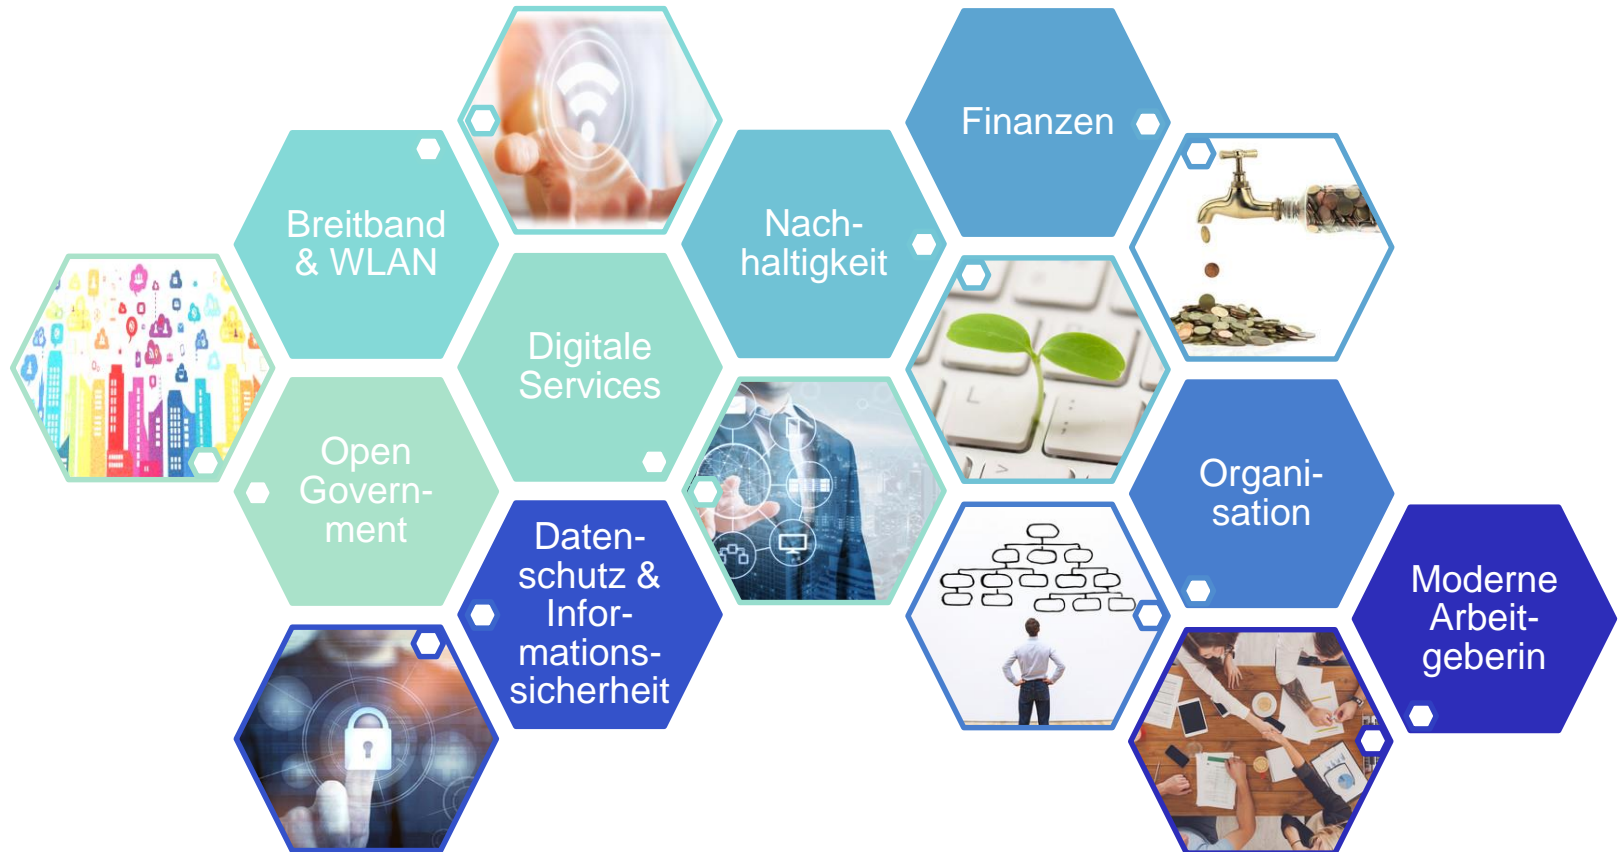 Finanzen
Breitband
& WLAN
Nach-
haltigkeit
Digitale
Services
Open
Govern-
ment
Organi-
sation
Daten-
schutz &
Infor-
mations-
sicherheit
Moderne
Arbeit-
geberin
L